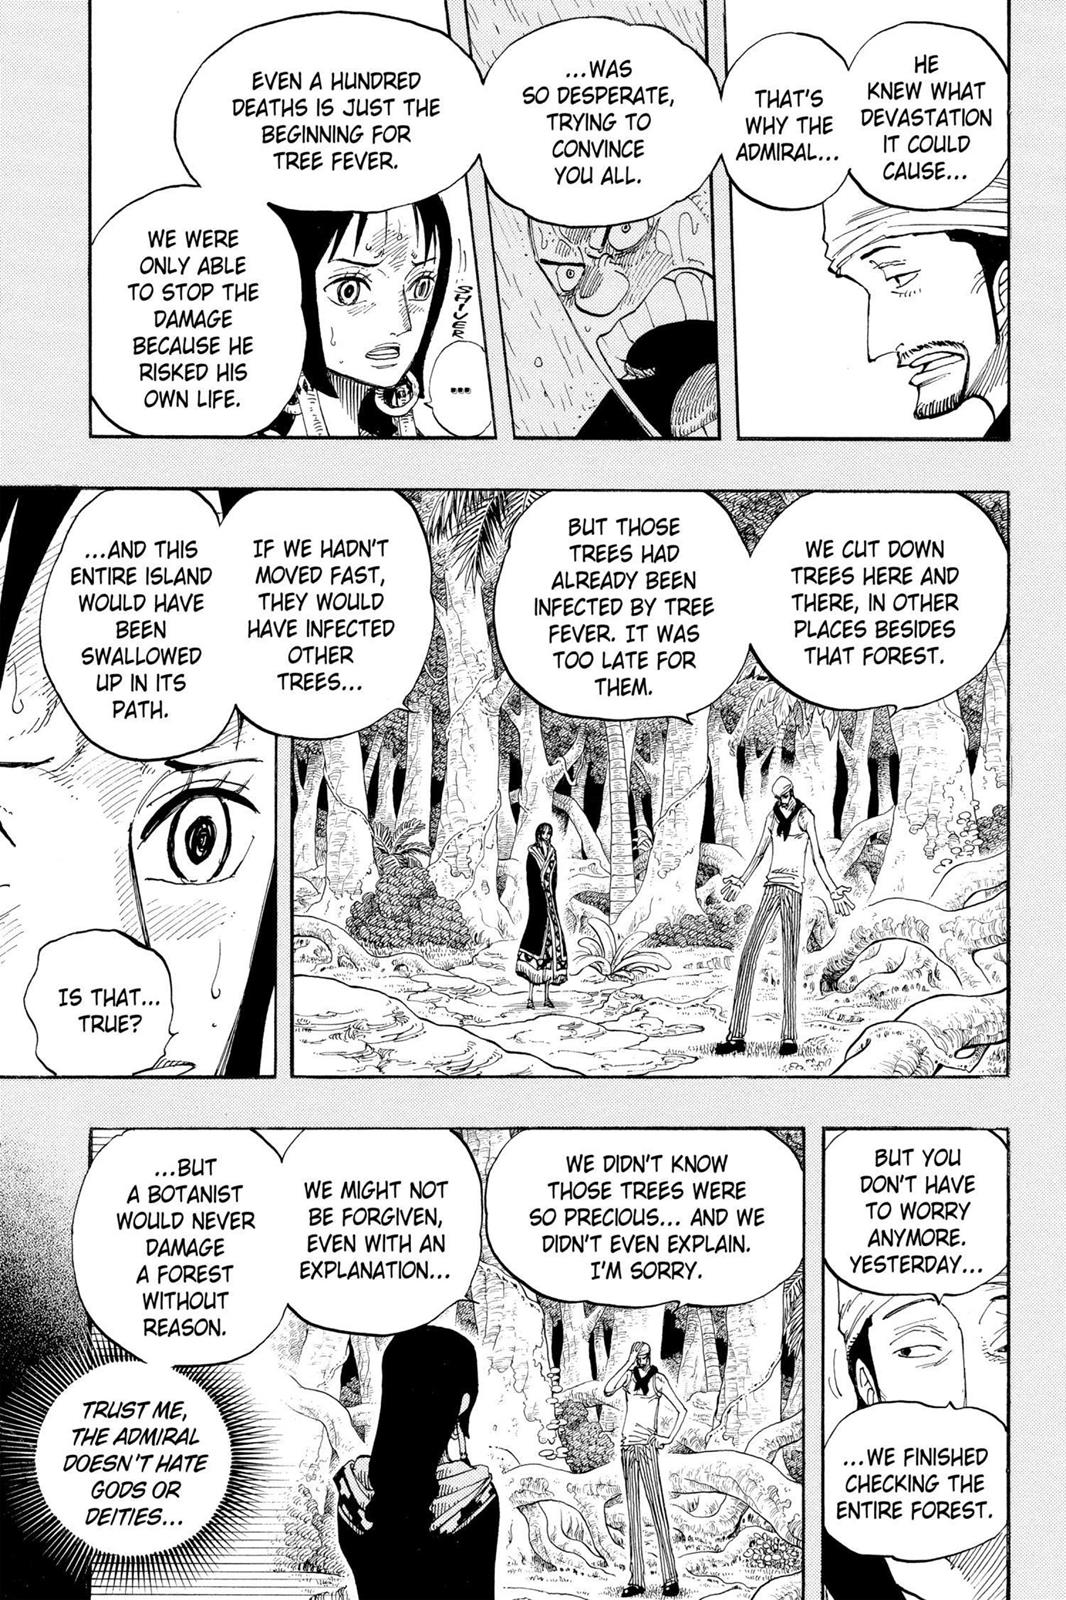 HE
KNEW WHAT
DEVASTATION
IT COULD
CAUSE...
THAT'S
WHY THE
ADMIRAL...
...WAS
SO DESPERATE,
TRYING TO
CONVINCE
YOU ALL.
EVEN A HUNDRED
DEATHS IS JUST THE
BEGINNING FOR
TREE FEVER.
WE WERE
ONLY ABLE
TO STOP THE
DAMAGE
BECAUSE HE
RISKED HIS
OWN LIFE.
SHIVER
...
WE CUT DOWN
TREES HERE AND
THERE, IN OTHER
PLACES BESIDES
THAT FOREST.
BUT THOSE
TREES HAD
ALREADY BEEN
INFECTED BY TREE
FEVER. IT WAS
TOO LATE FOR
THEM.
IF WE HADN'T
MOVED FAST,
THEY WOULD
HAVE INFECTED
OTHER
TREES...
...AND THIS
ENTIRE ISLAND
WOULD HAVE
BEEN
SWALLOWED
UP IN ITS
PATH.
IS THAT...
TRUE?
BUT YOU
DON'T HAVE
TO WORRY
ANYMORE.
YESTERDAY...
...WE FINISHED
CHECKING THE
ENTIRE FOREST.
WE DIDN'T KNOW
THOSE TREES WERE
SO PRECIOUS... AND WE
DIDN'T EVEN EXPLAIN.
I'M SORRY.
WE MIGHT NOT
BE FORGIVEN,
EVEN WITH AN
EXPLANATION...
...BUT
A BOTANIST
WOULD NEVER
DAMAGE
A FOREST
WITHOUT
REASON.
TRUST ME,
THE ADMIRAL
DOESN'T HATE
GODS OR
DEITIES...